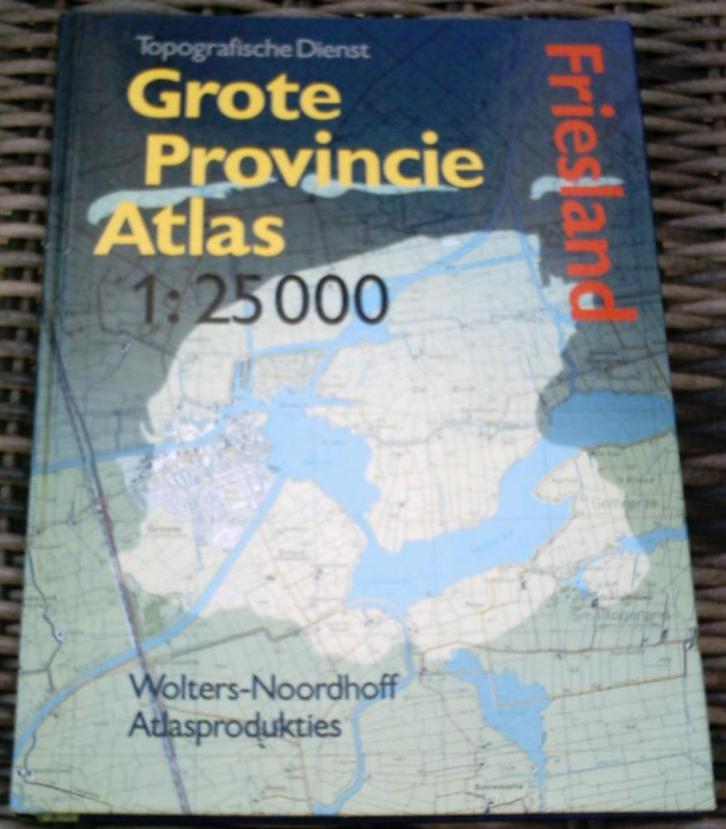 Topografische Dienst
Grote
Provincie
Atlas
1:25000
Friesland
Wolters-Noordhoff
Atlasprodukties